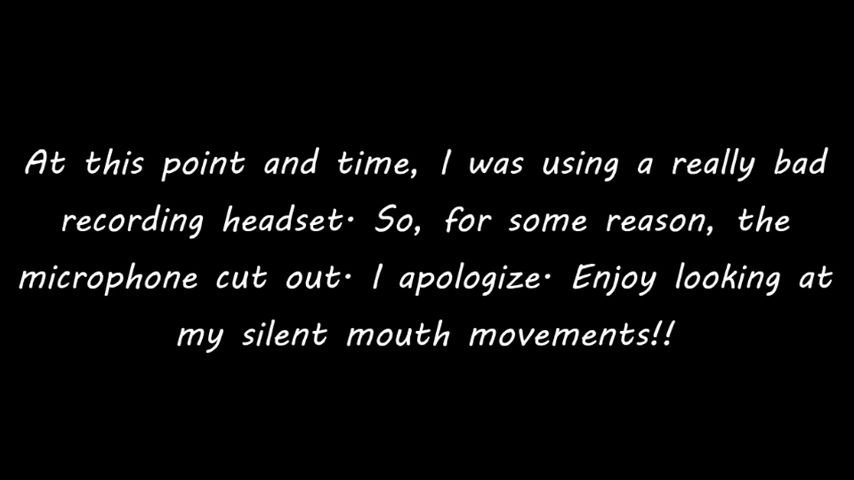 At this point and time, I was using a really bad
recording headset. So, for some reason, the
microphone cut out. I apologize. Enjoy looking at
my silent mouth movements!!